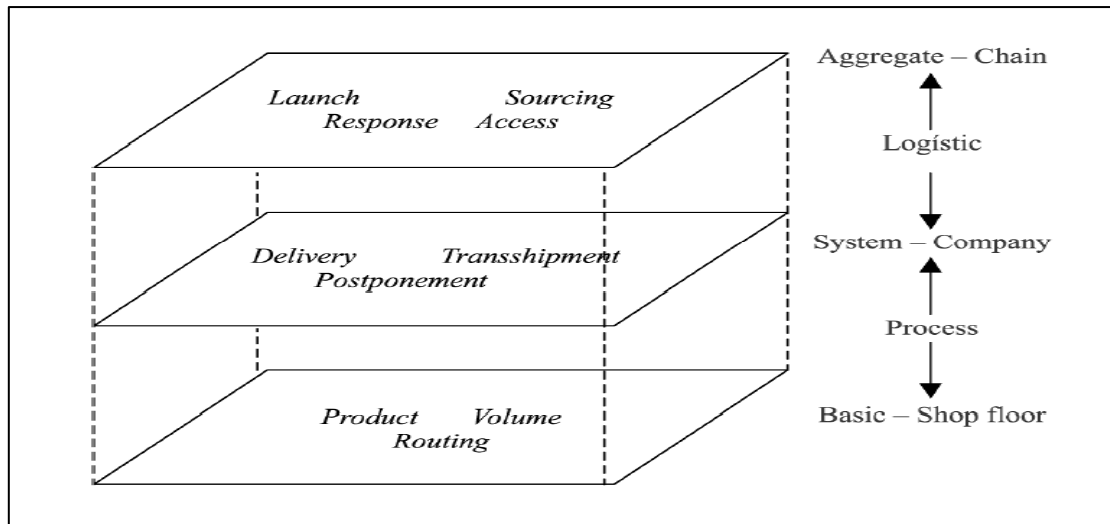 Aggregate – Chain
Launch Sourcing
Response Access
Logístic
System – Company
Delivery Transshipment
Postponement
Process
Basic – Shop floor
Product Volume
Routing